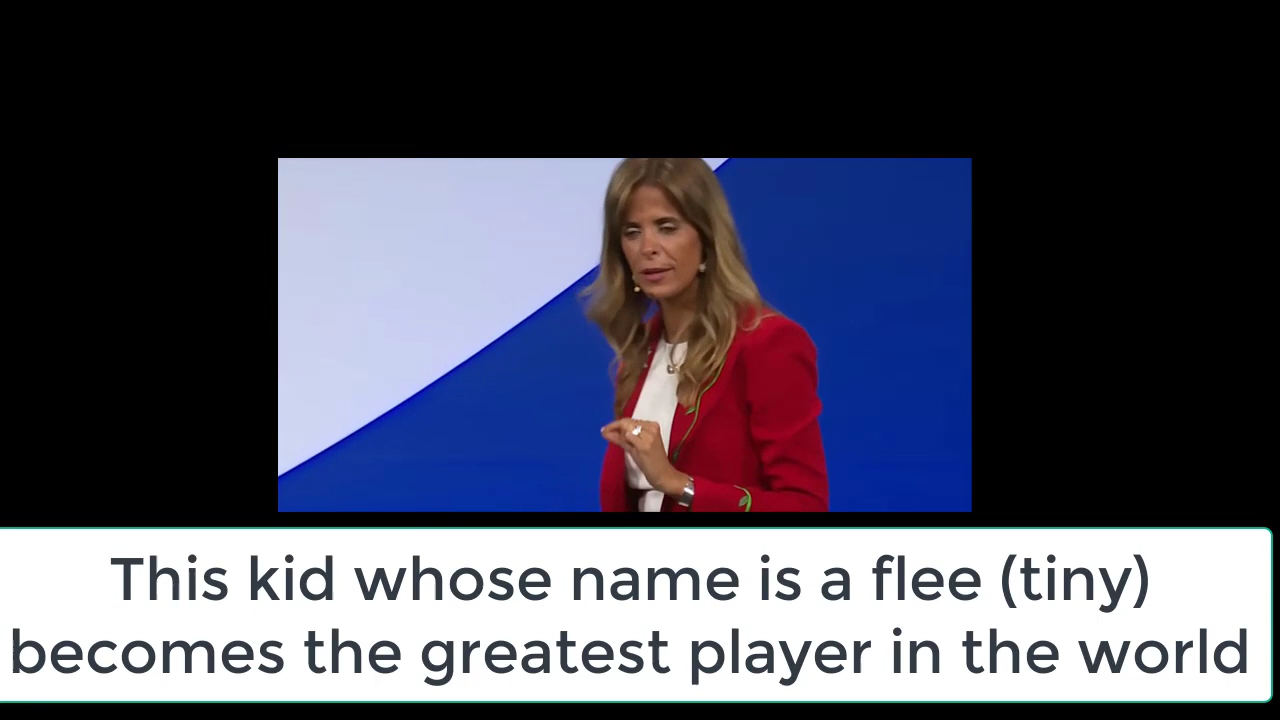 This kid whose name is a flee (tiny)
becomes the greatest player in the world